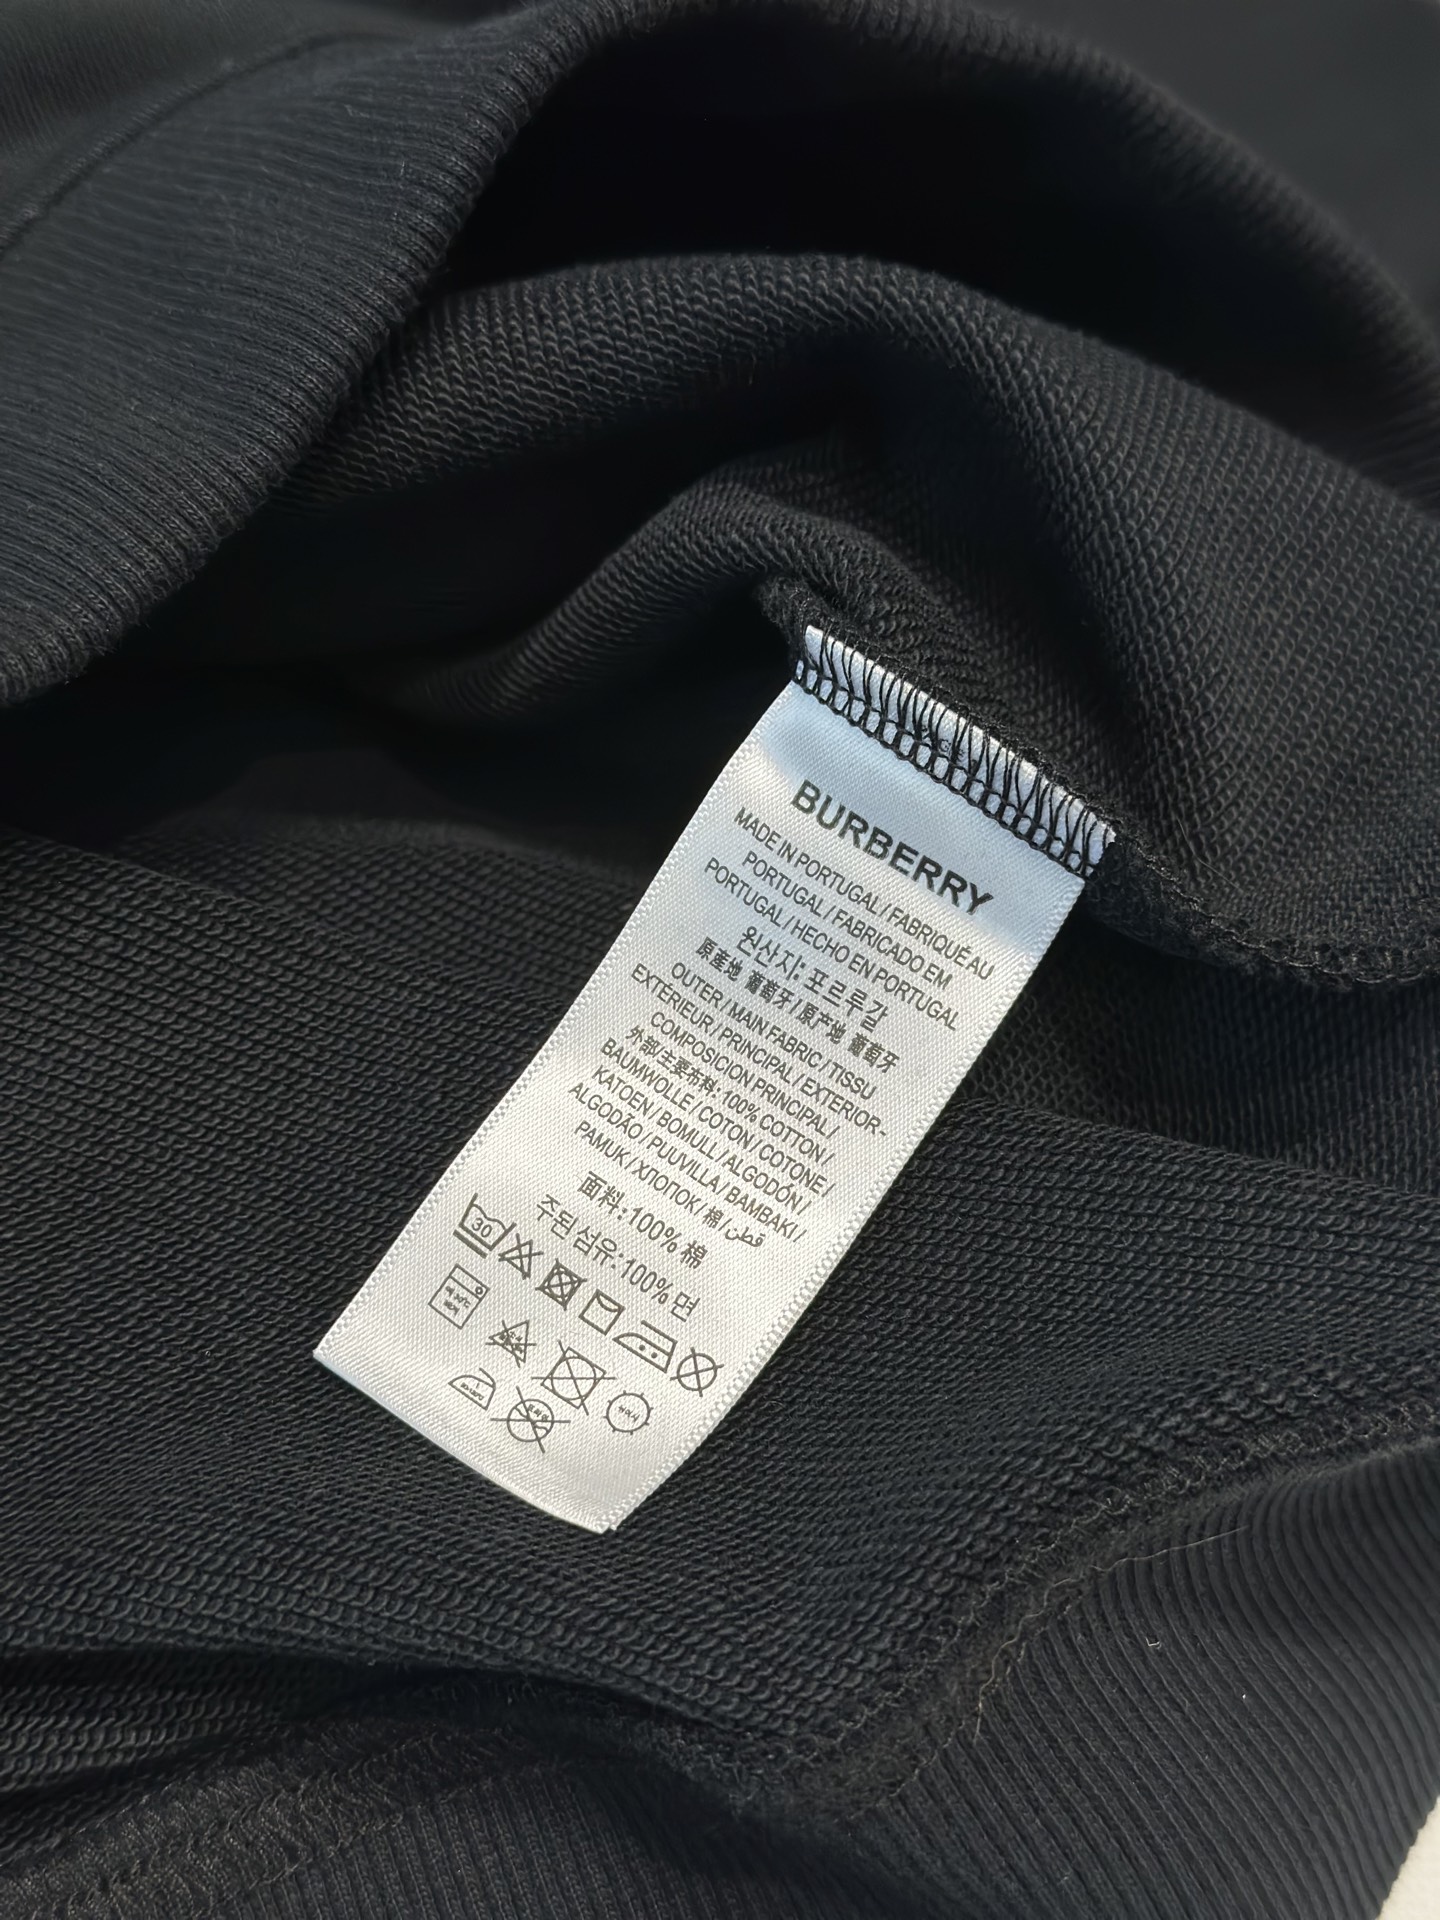 BURBERRY
MADE IN PORTUGAL / FABRIQUÉ AU
PORTUGAL / FABRICADO EM
PORTUGAL / HECHO EN PORTUGAL
원산지: 포르투갈
原產地 葡萄牙 / 原产地 葡萄牙
OUTER / MAIN FABRIC / TISSU
EXTÉRIEUR / PRINCIPAL / EXTERIOR-
COMPOSICION PRINCIPAL /
外部/主要布料: 100% COTTON /
BAUMWOLLE / COTON / COTONE /
KATOEN / BOMULL / ALGODÓN /
ALGODÃO / PUUVILLA / BAMBAKI /
PAMUK / ХЛОПОК / 棉 / قطن
面料: 100% 棉
주된섬유: 100% 면
30